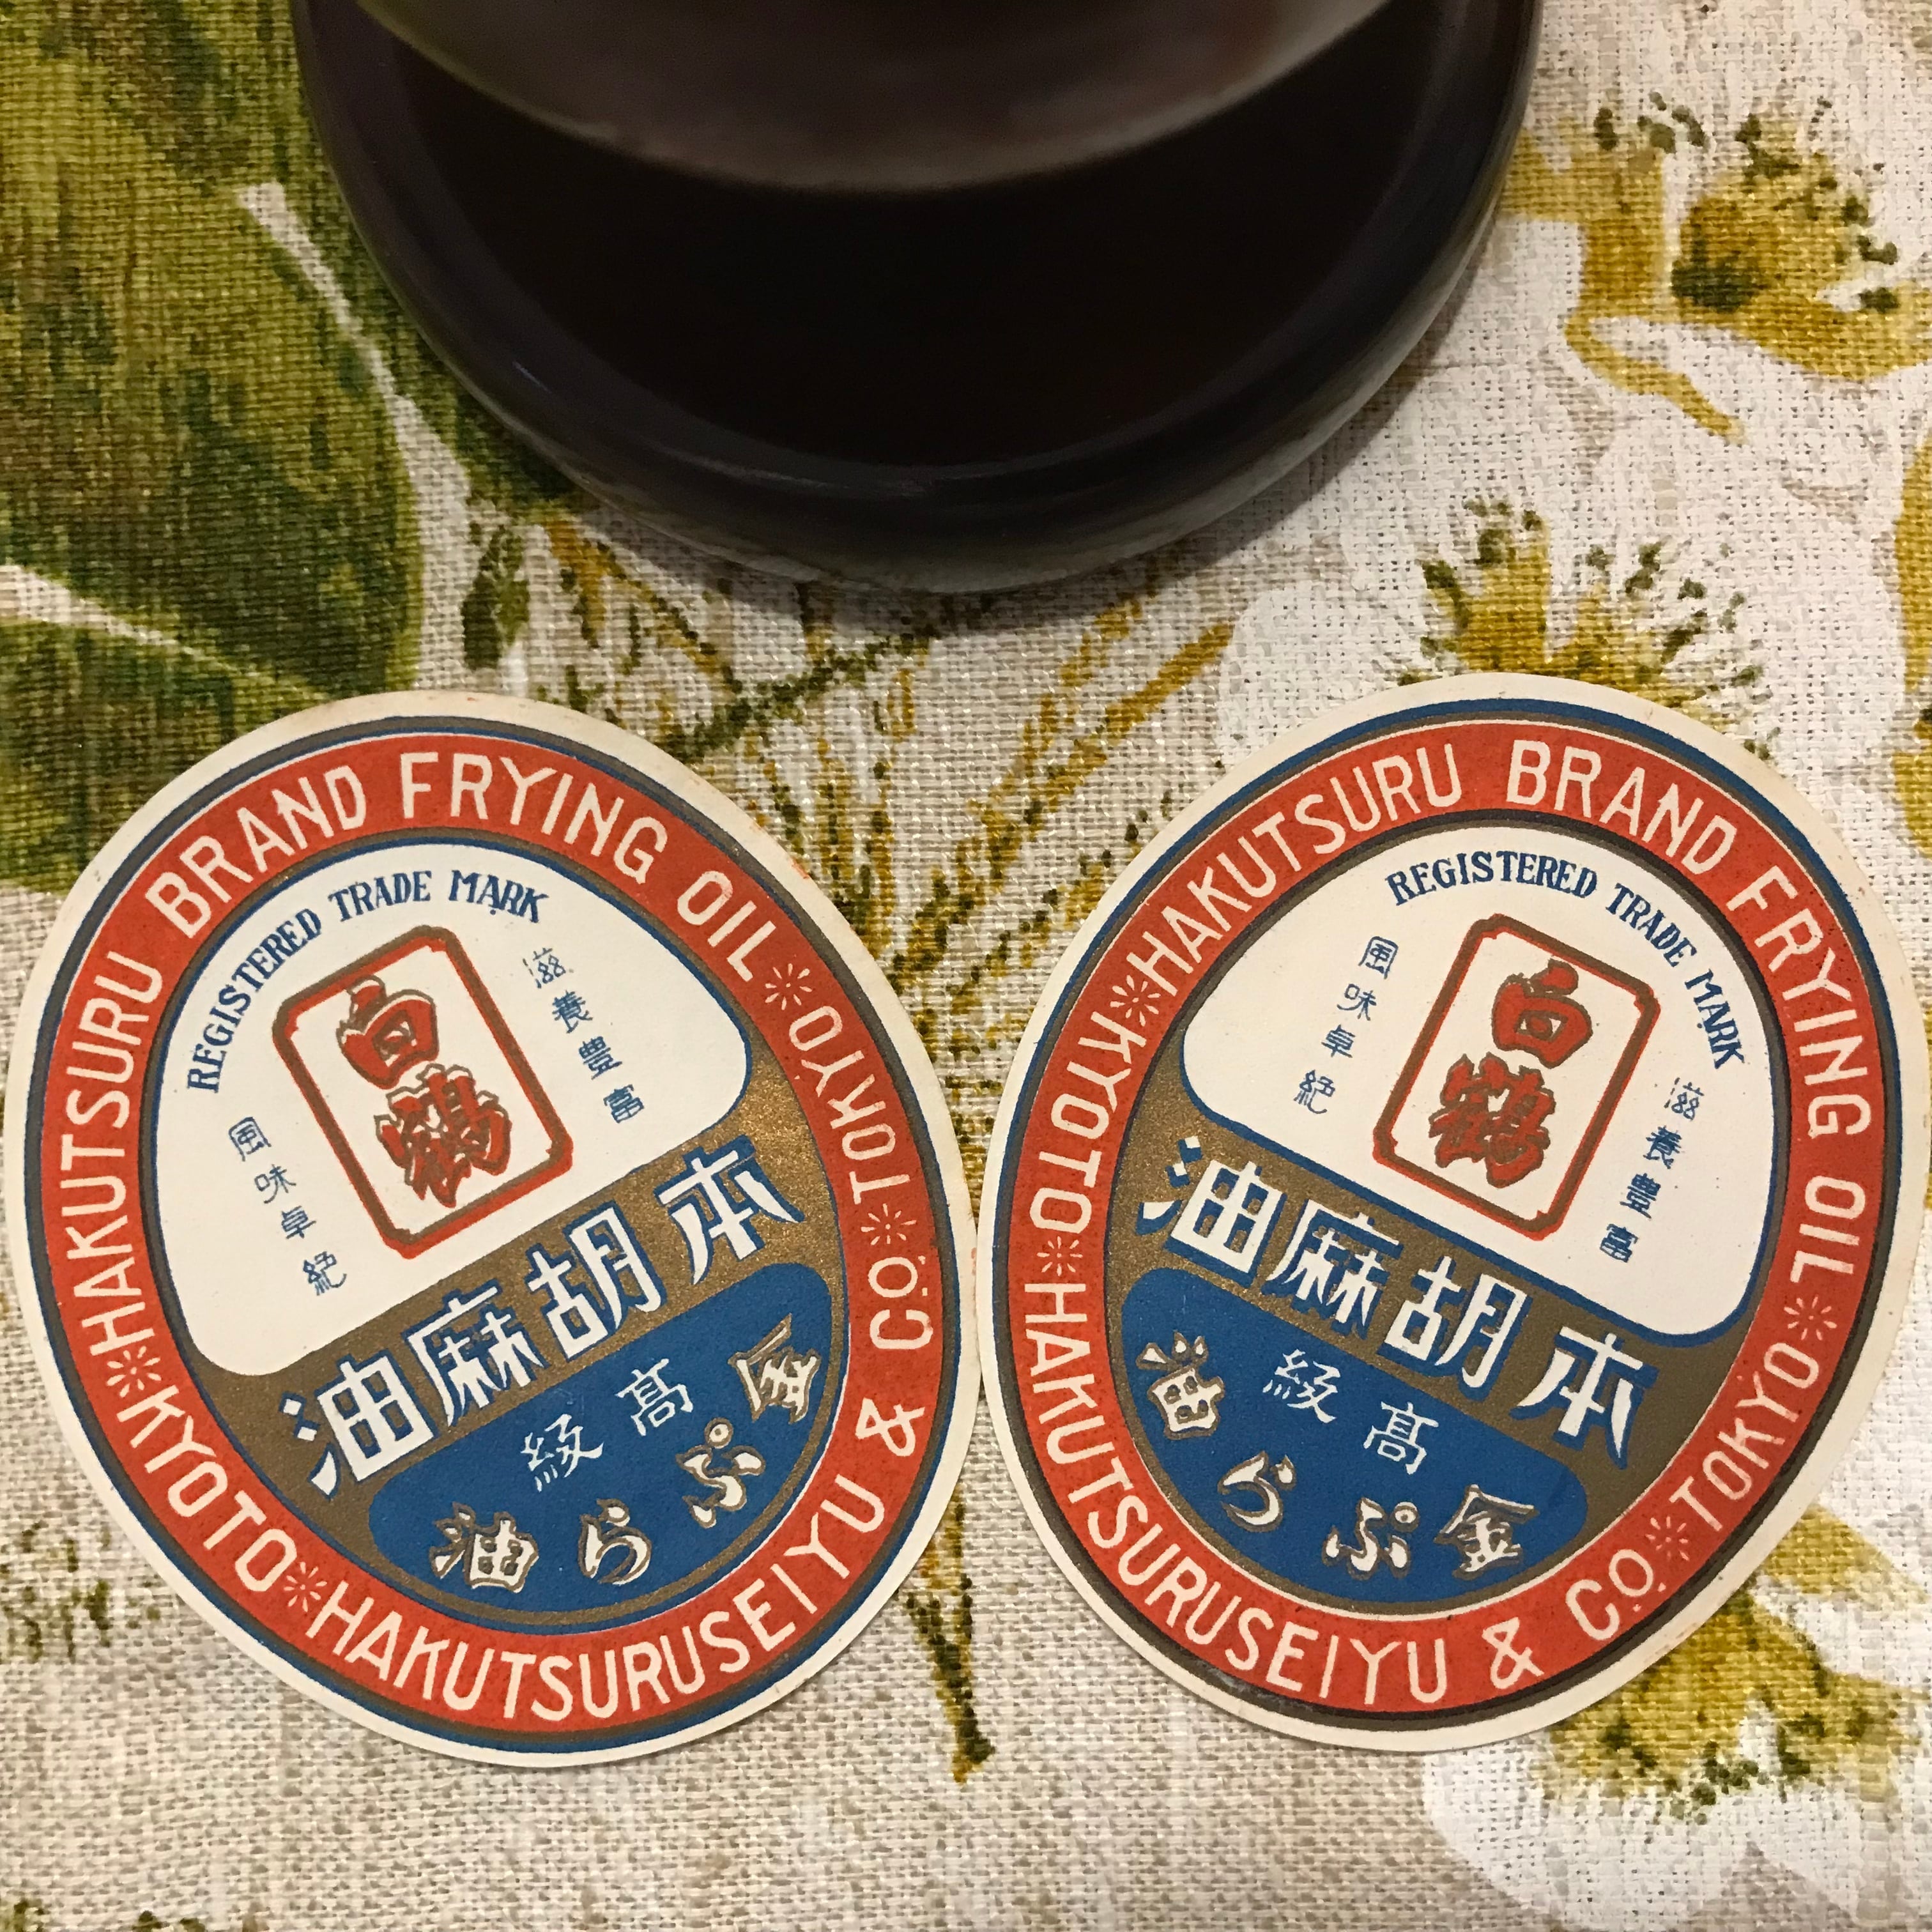 HAKUTSURU BRAND FRYING OIL
REGISTERED TRADE MARK
滋養豊富
白鶴
風味卓絶
本胡麻油
髙級
金ぷら油
KYOTO
HAKUTSURUSEIYU & CO.
TOKYO
HAKUTSURU BRAND FRYING OIL
REGISTERED TRADE MARK
滋養豊富
白鶴
風味卓絶
本胡麻油
髙級
金ぷら油
KYOTO
HAKUTSURUSEIYU & CO.
TOKYO